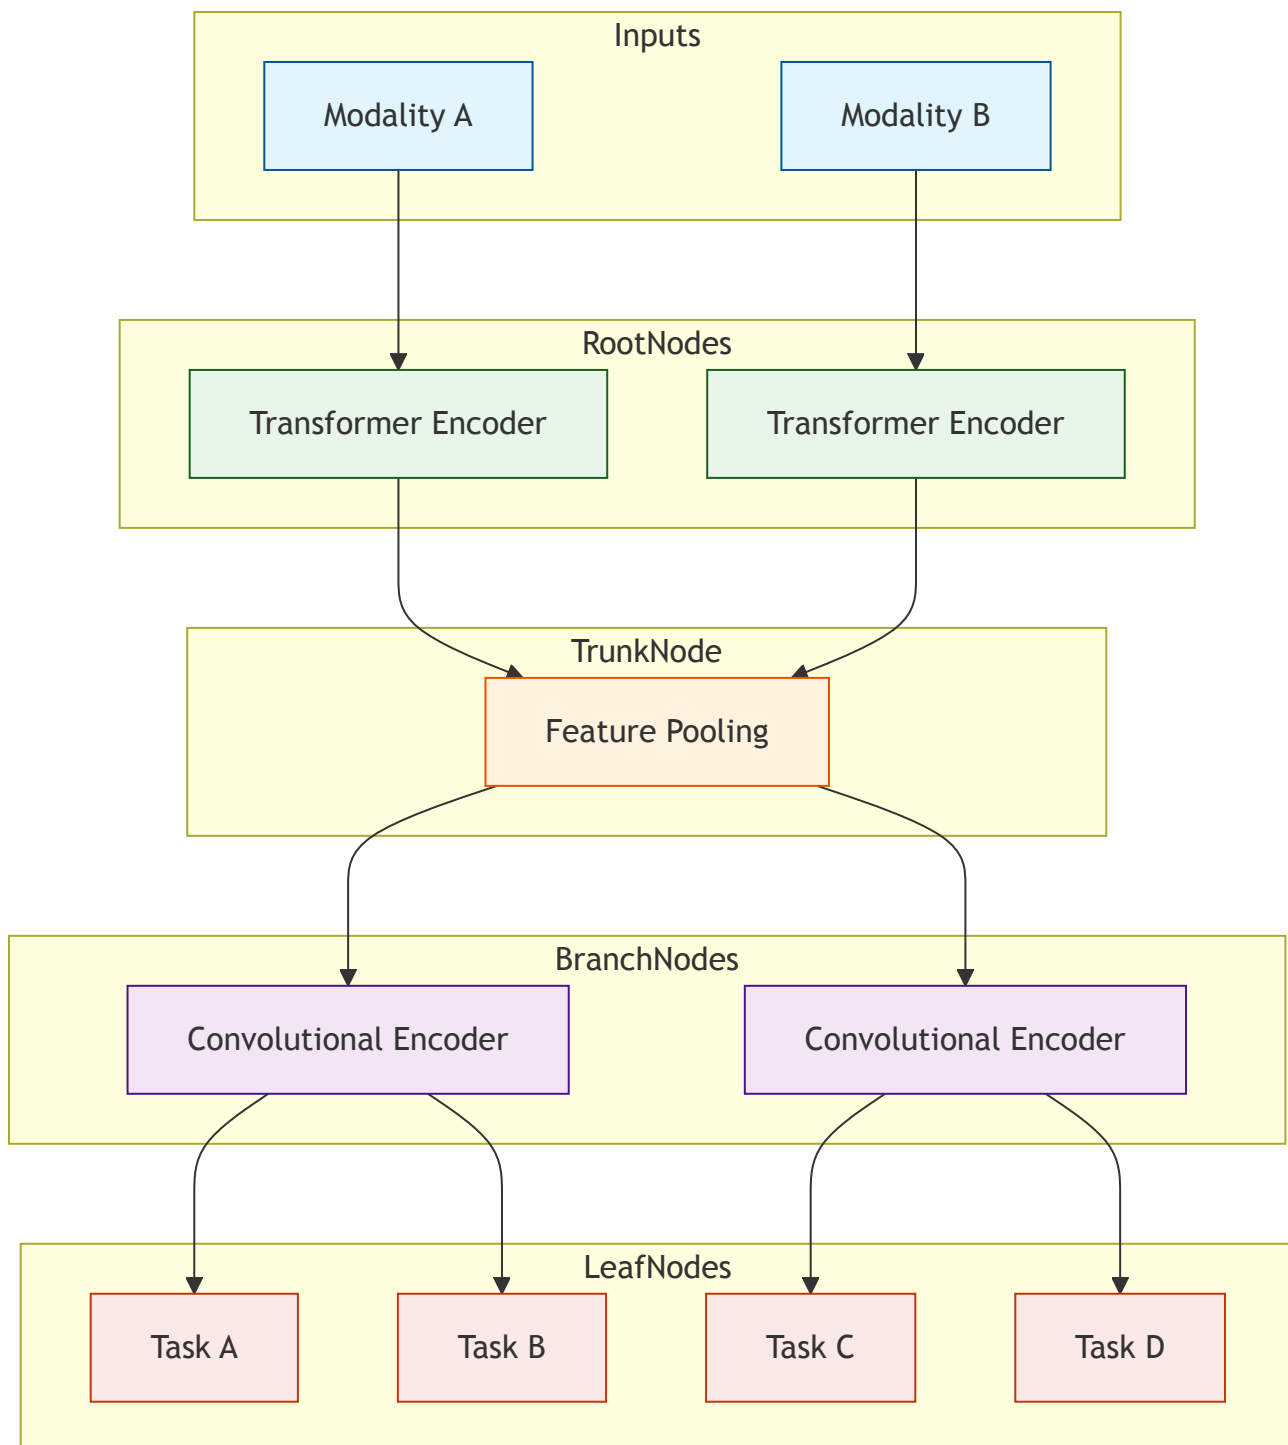 Inputs
Modality A
Modality B
RootNodes
Transformer Encoder
Transformer Encoder
TrunkNode
Feature Pooling
BranchNodes
Convolutional Encoder
Convolutional Encoder
LeafNodes
Task A
Task B
Task C
Task D